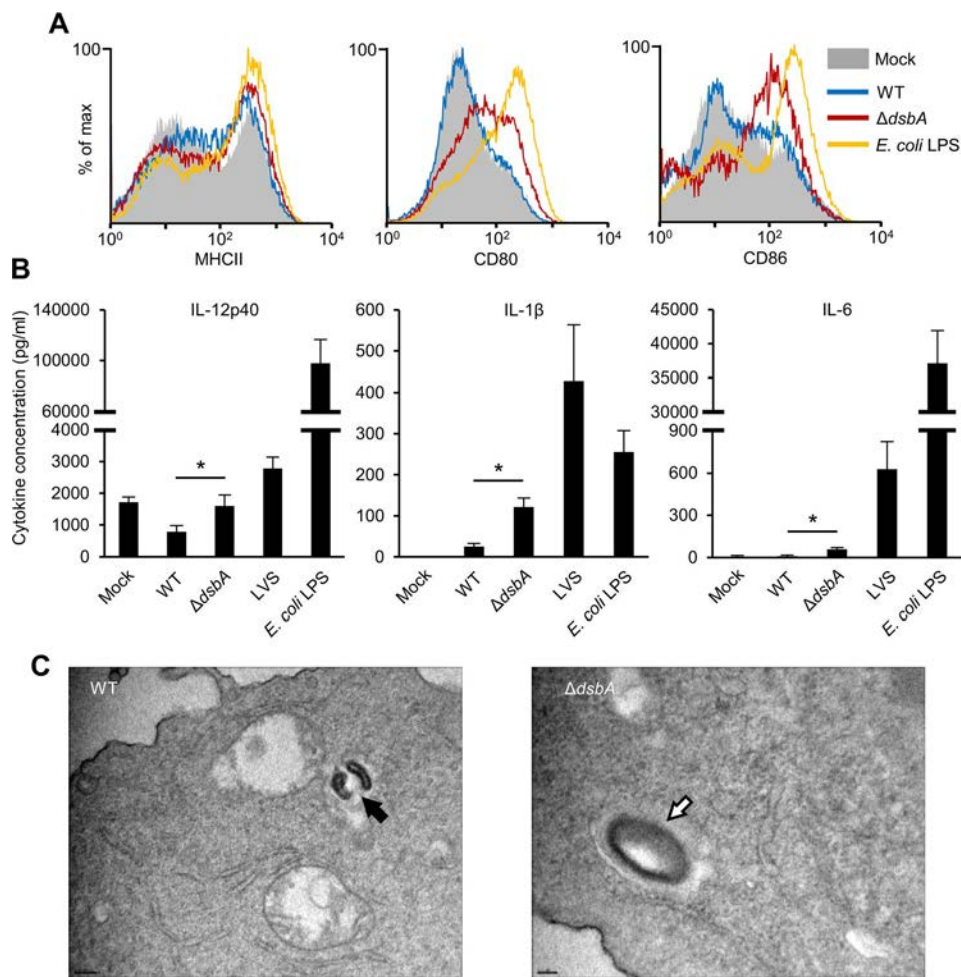 A
100
100
100
% of max
10⁰
10²
10⁴
MHCII
10⁰
10²
10⁴
CD80
10⁰
10²
10⁴
CD86
Mock
WT
ΔdsbA
E. coli LPS
B
Cytokine concentration (pg/ml)
IL-12p40
140000
100000
60000
4000
3000
2000
1000
0
Mock
WT
ΔdsbA
LVS
E. coli LPS
*
IL-1β
600
500
400
300
200
100
0
Mock
WT
ΔdsbA
LVS
E. coli LPS
*
IL-6
45000
40000
35000
30000
900
600
300
0
Mock
WT
ΔdsbA
LVS
E. coli LPS
*
C
WT
ΔdsbA